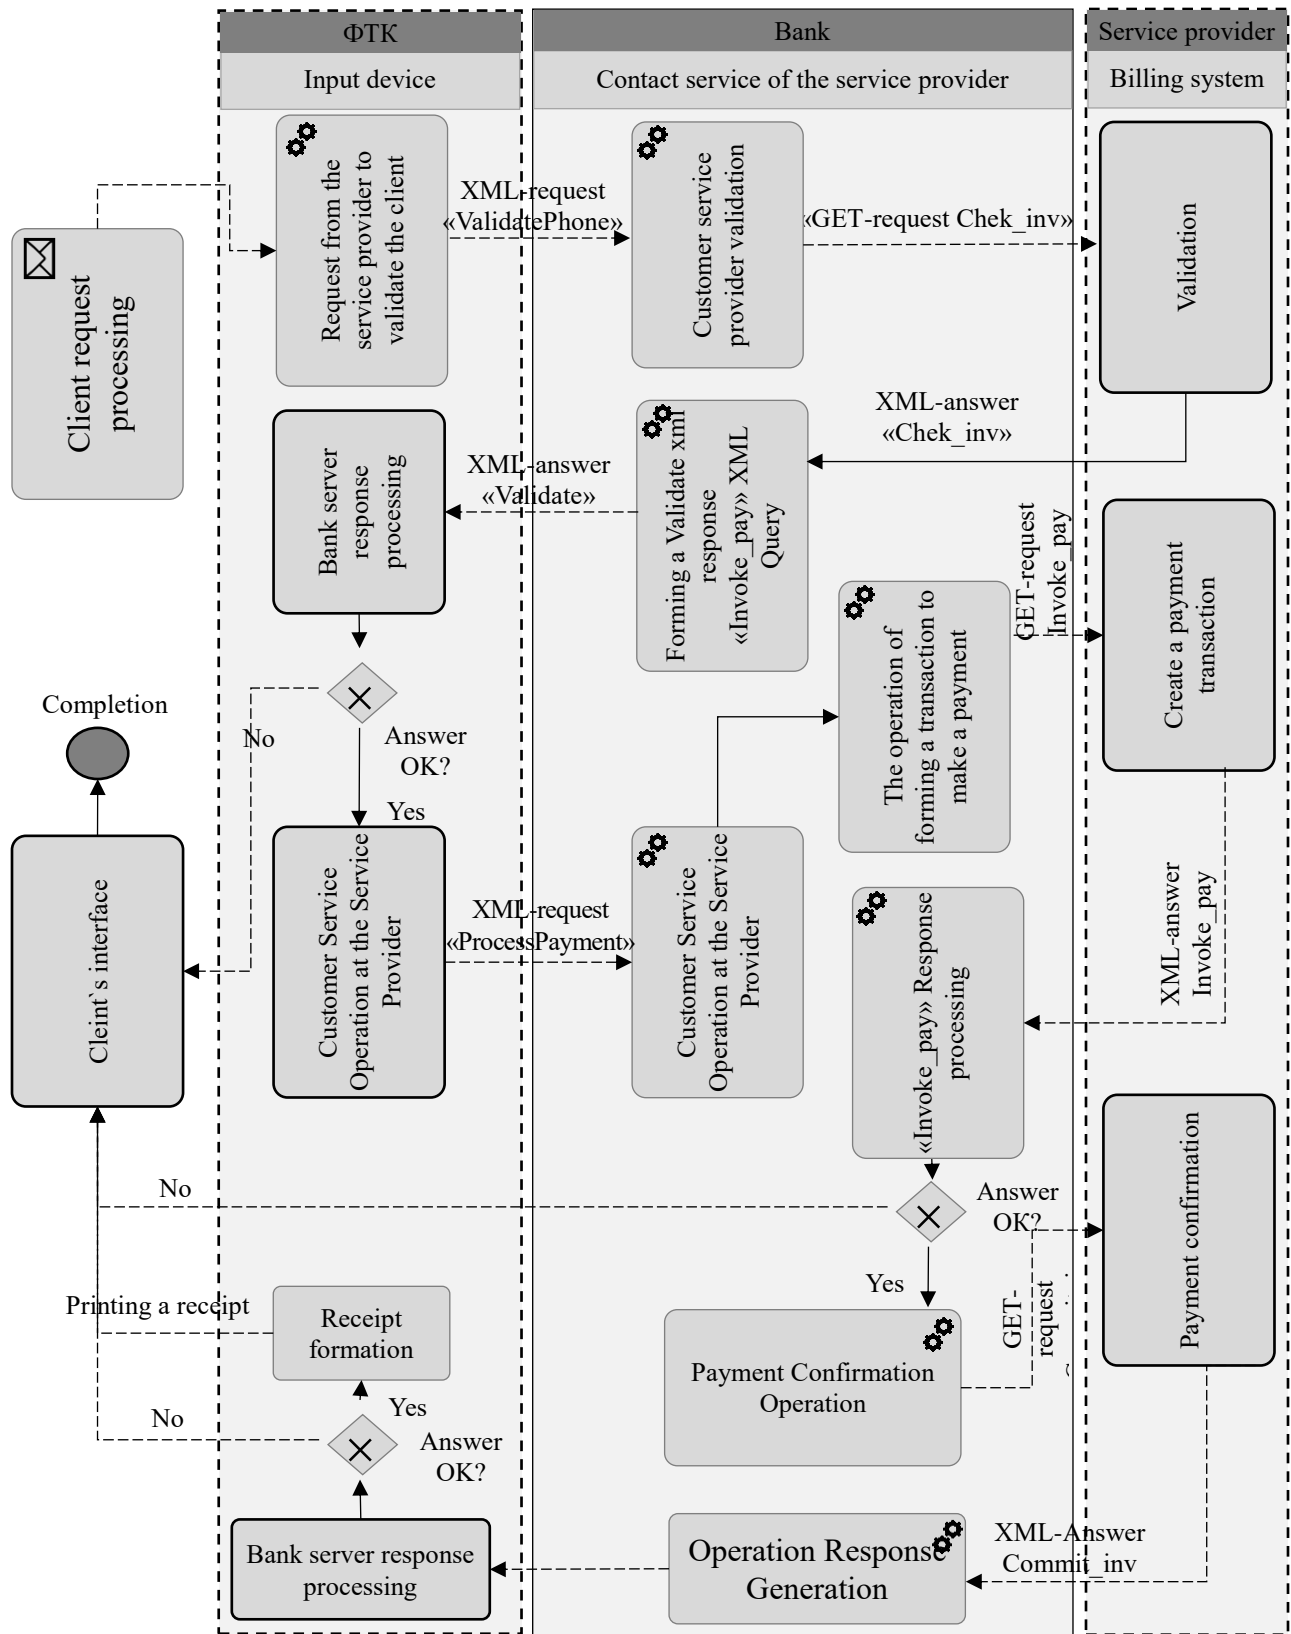 ФТК
Bank
Service provider
Input device
Contact service of the service provider
Billing system
Client request
processing
Request from the
service provider to
validate the client
XML-request
«ValidatePhone»
Customer service
provider validation
«GET-request Chek_inv»
Validation
XML-answer
«Chek_inv»
Bank server
response
processing
XML-answer
«Validate»
Forming a Validate xml
response
«Invoke_pay» XML
Query
GET-request
Invoke_pay
The operation of
forming a transaction to
make a payment
Create a payment
transaction
Completion
No
Answer
OK?
Yes
Cleint`s interface
Customer Service
Operation at the Service
Provider
XML-request
«ProcessPayment»
Customer Service
Operation at the Service
Provider
«Invoke_pay» Response
processing
XML-answer
Invoke_pay
No
Answer
OK?
Yes
Payment confirmation
GET-
request
Printing a receipt
Receipt
formation
Payment Confirmation
Operation
No
Yes
Answer
OK?
Bank server response
processing
Operation Response
Generation
XML-Answer
Commit_inv